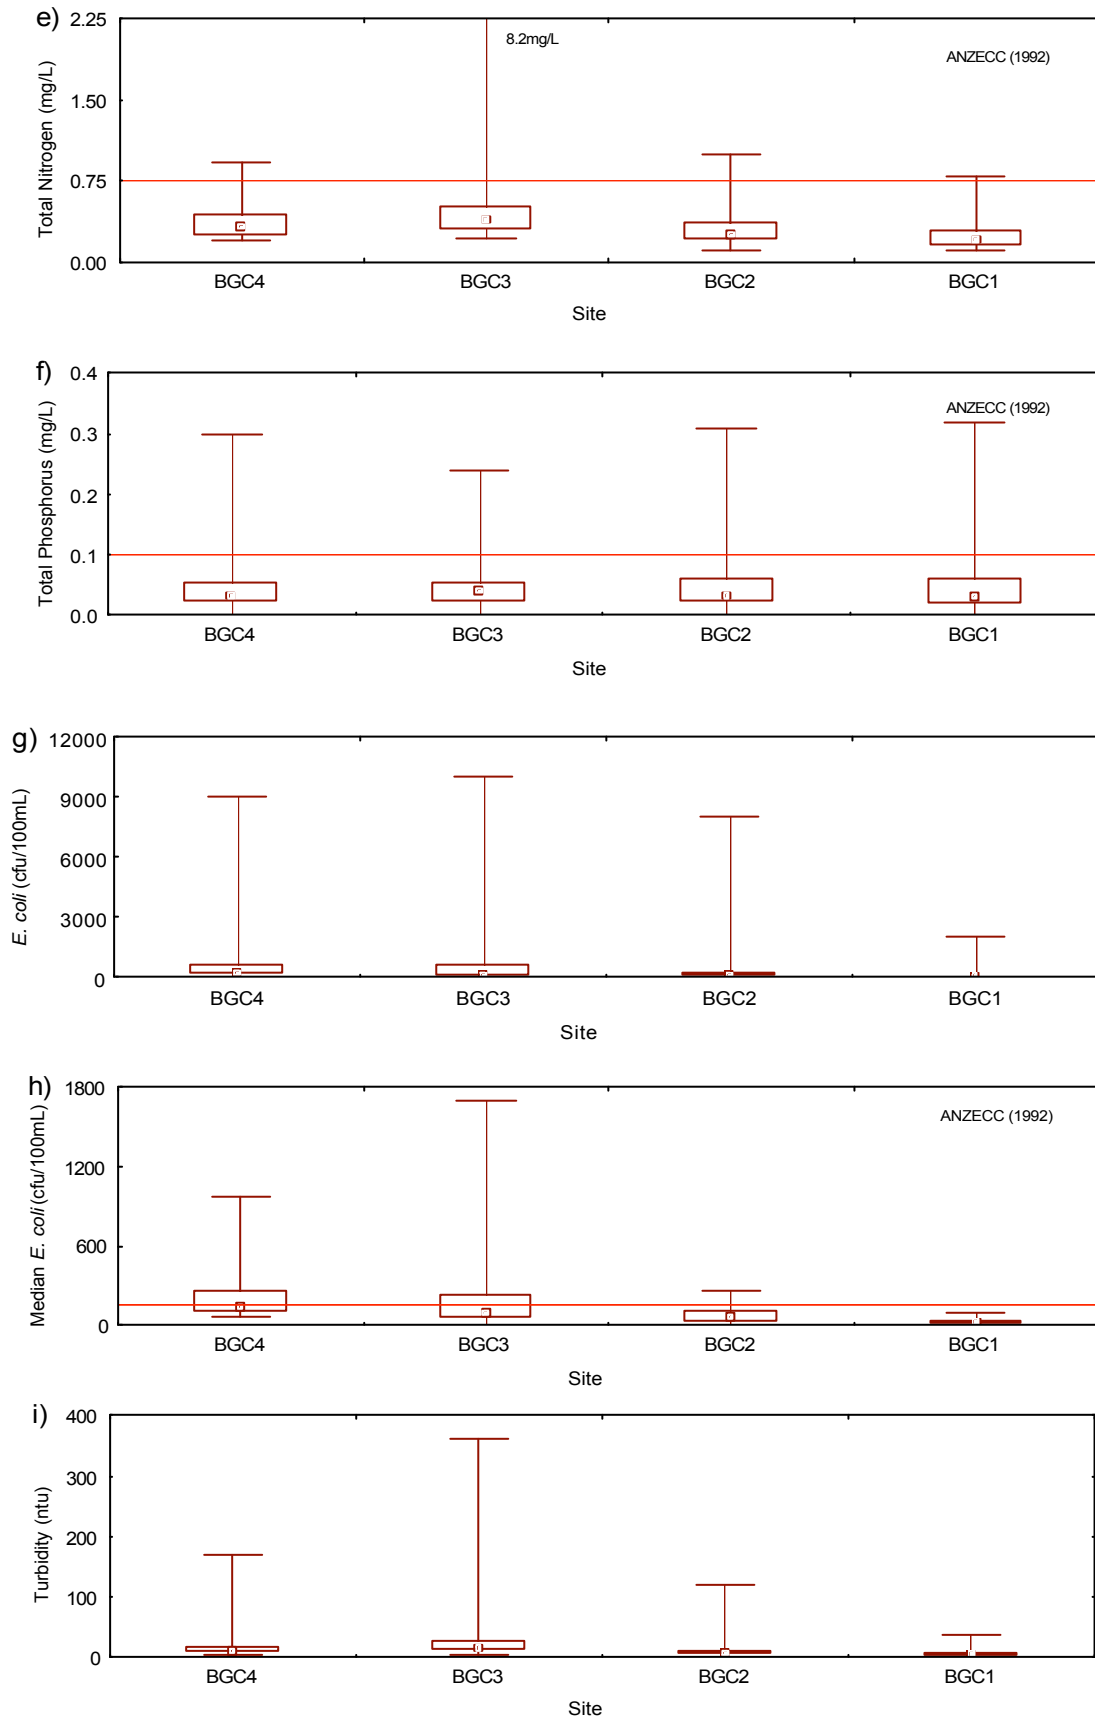 e)
Total Nitrogen (mg/L)
2.25
1.50
0.75
0.00
8.2mg/L
ANZECC (1992)
BGC4 BGC3 BGC2 BGC1
Site
f)
Total Phosphorus (mg/L)
0.4
0.3
0.2
0.1
0.0
ANZECC (1992)
BGC4 BGC3 BGC2 BGC1
Site
g)
E. coli (cfu/100mL)
12000
9000
6000
3000
0
BGC4 BGC3 BGC2 BGC1
Site
h)
Median E. coli (cfu/100mL)
1800
1200
600
0
ANZECC (1992)
BGC4 BGC3 BGC2 BGC1
Site
i)
Turbidity (ntu)
400
300
200
100
0
BGC4 BGC3 BGC2 BGC1
Site